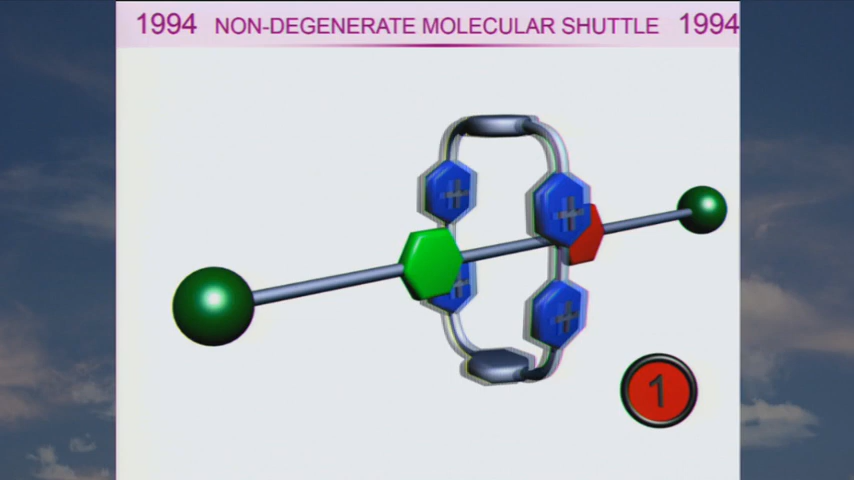 1994 NON-DEGENERATE MOLECULAR SHUTTLE 1994
+ +
+ +
1